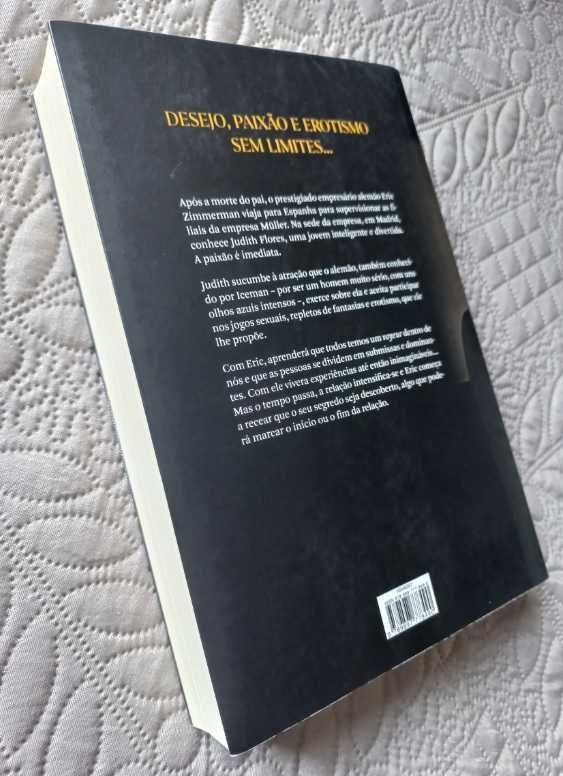 DESEJO, PAIXÃO E EROTISMO
SEM LIMITES...
Após a morte do pai, o prestigiado empresário alemão Eric
Zimmerman viaja para Espanha para supervisionar as fi-
liais da empresa Müller. Na sede da empresa, em Madrid,
conhece Judith Flores, uma jovem inteligente e divertida.
A paixão é imediata.
Judith sucumbe à atração que o alemão, também conheci-
do por Iceman – por ser um homem muito sério, com uns
olhos azuis intensos –, exerce sobre ela e aceita participar
nos jogos sexuais, repletos de fantasias e erotismo, que ele
lhe propõe.
Com Eric, aprenderá que todos temos um voyeur dentro de
nós e que as pessoas se dividem em submissas e dominan-
tes. Com ele viverá experiências até então inimagináveis...
Mas o tempo passa, a relação intensifica-se e Eric começa
a recear que o seu segredo seja descoberto, algo que pode-
rá marcar o início ou o fim da relação.